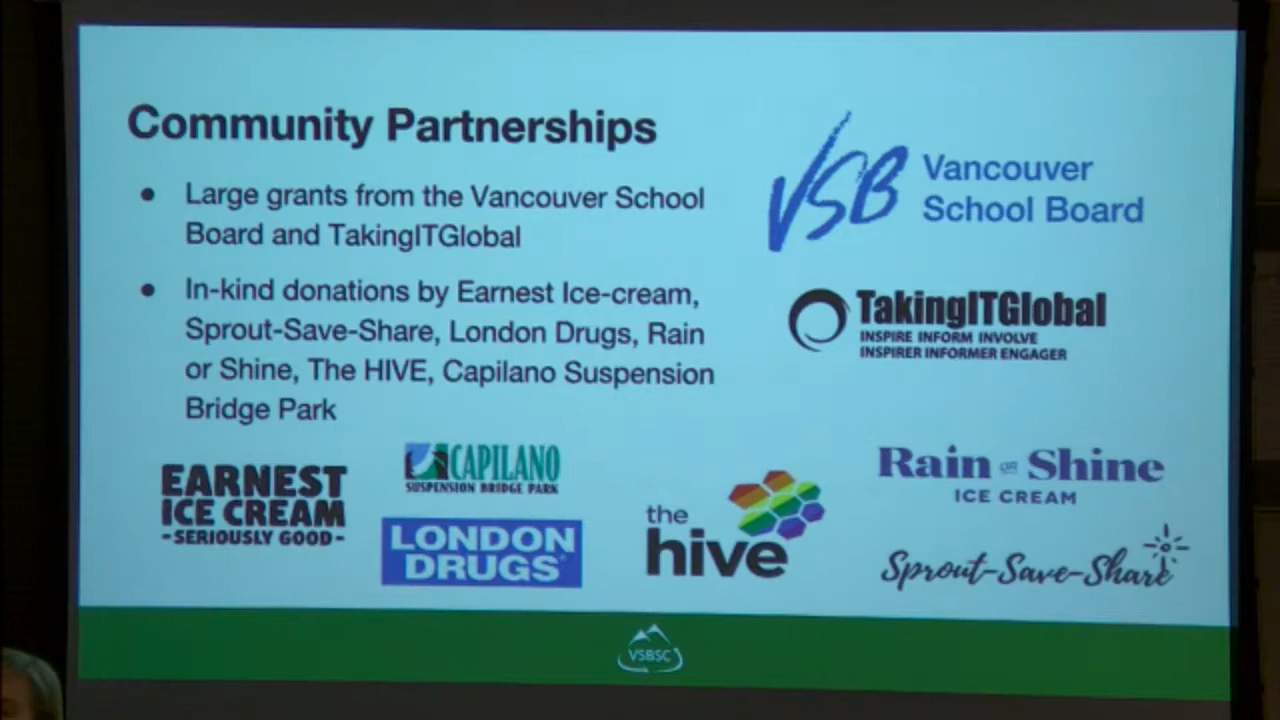 Community Partnerships
● Large grants from the Vancouver School
Board and TakingITGlobal
● In-kind donations by Earnest Ice-cream,
Sprout-Save-Share, London Drugs, Rain
or Shine, The HIVE, Capilano Suspension
Bridge Park
VSB
Vancouver
School Board
TakingITGlobal
INSPIRE INFORM INVOLVE
INSPIRER INFORMER ENGAGER
EARNEST
ICE CREAM
-SERIOUSLY GOOD-
CAPILANO
SUSPENSION BRIDGE PARK
LONDON
DRUGS
the
hive
Rain OR Shine
ICE CREAM
Sprout-Save-Share
VSBSC